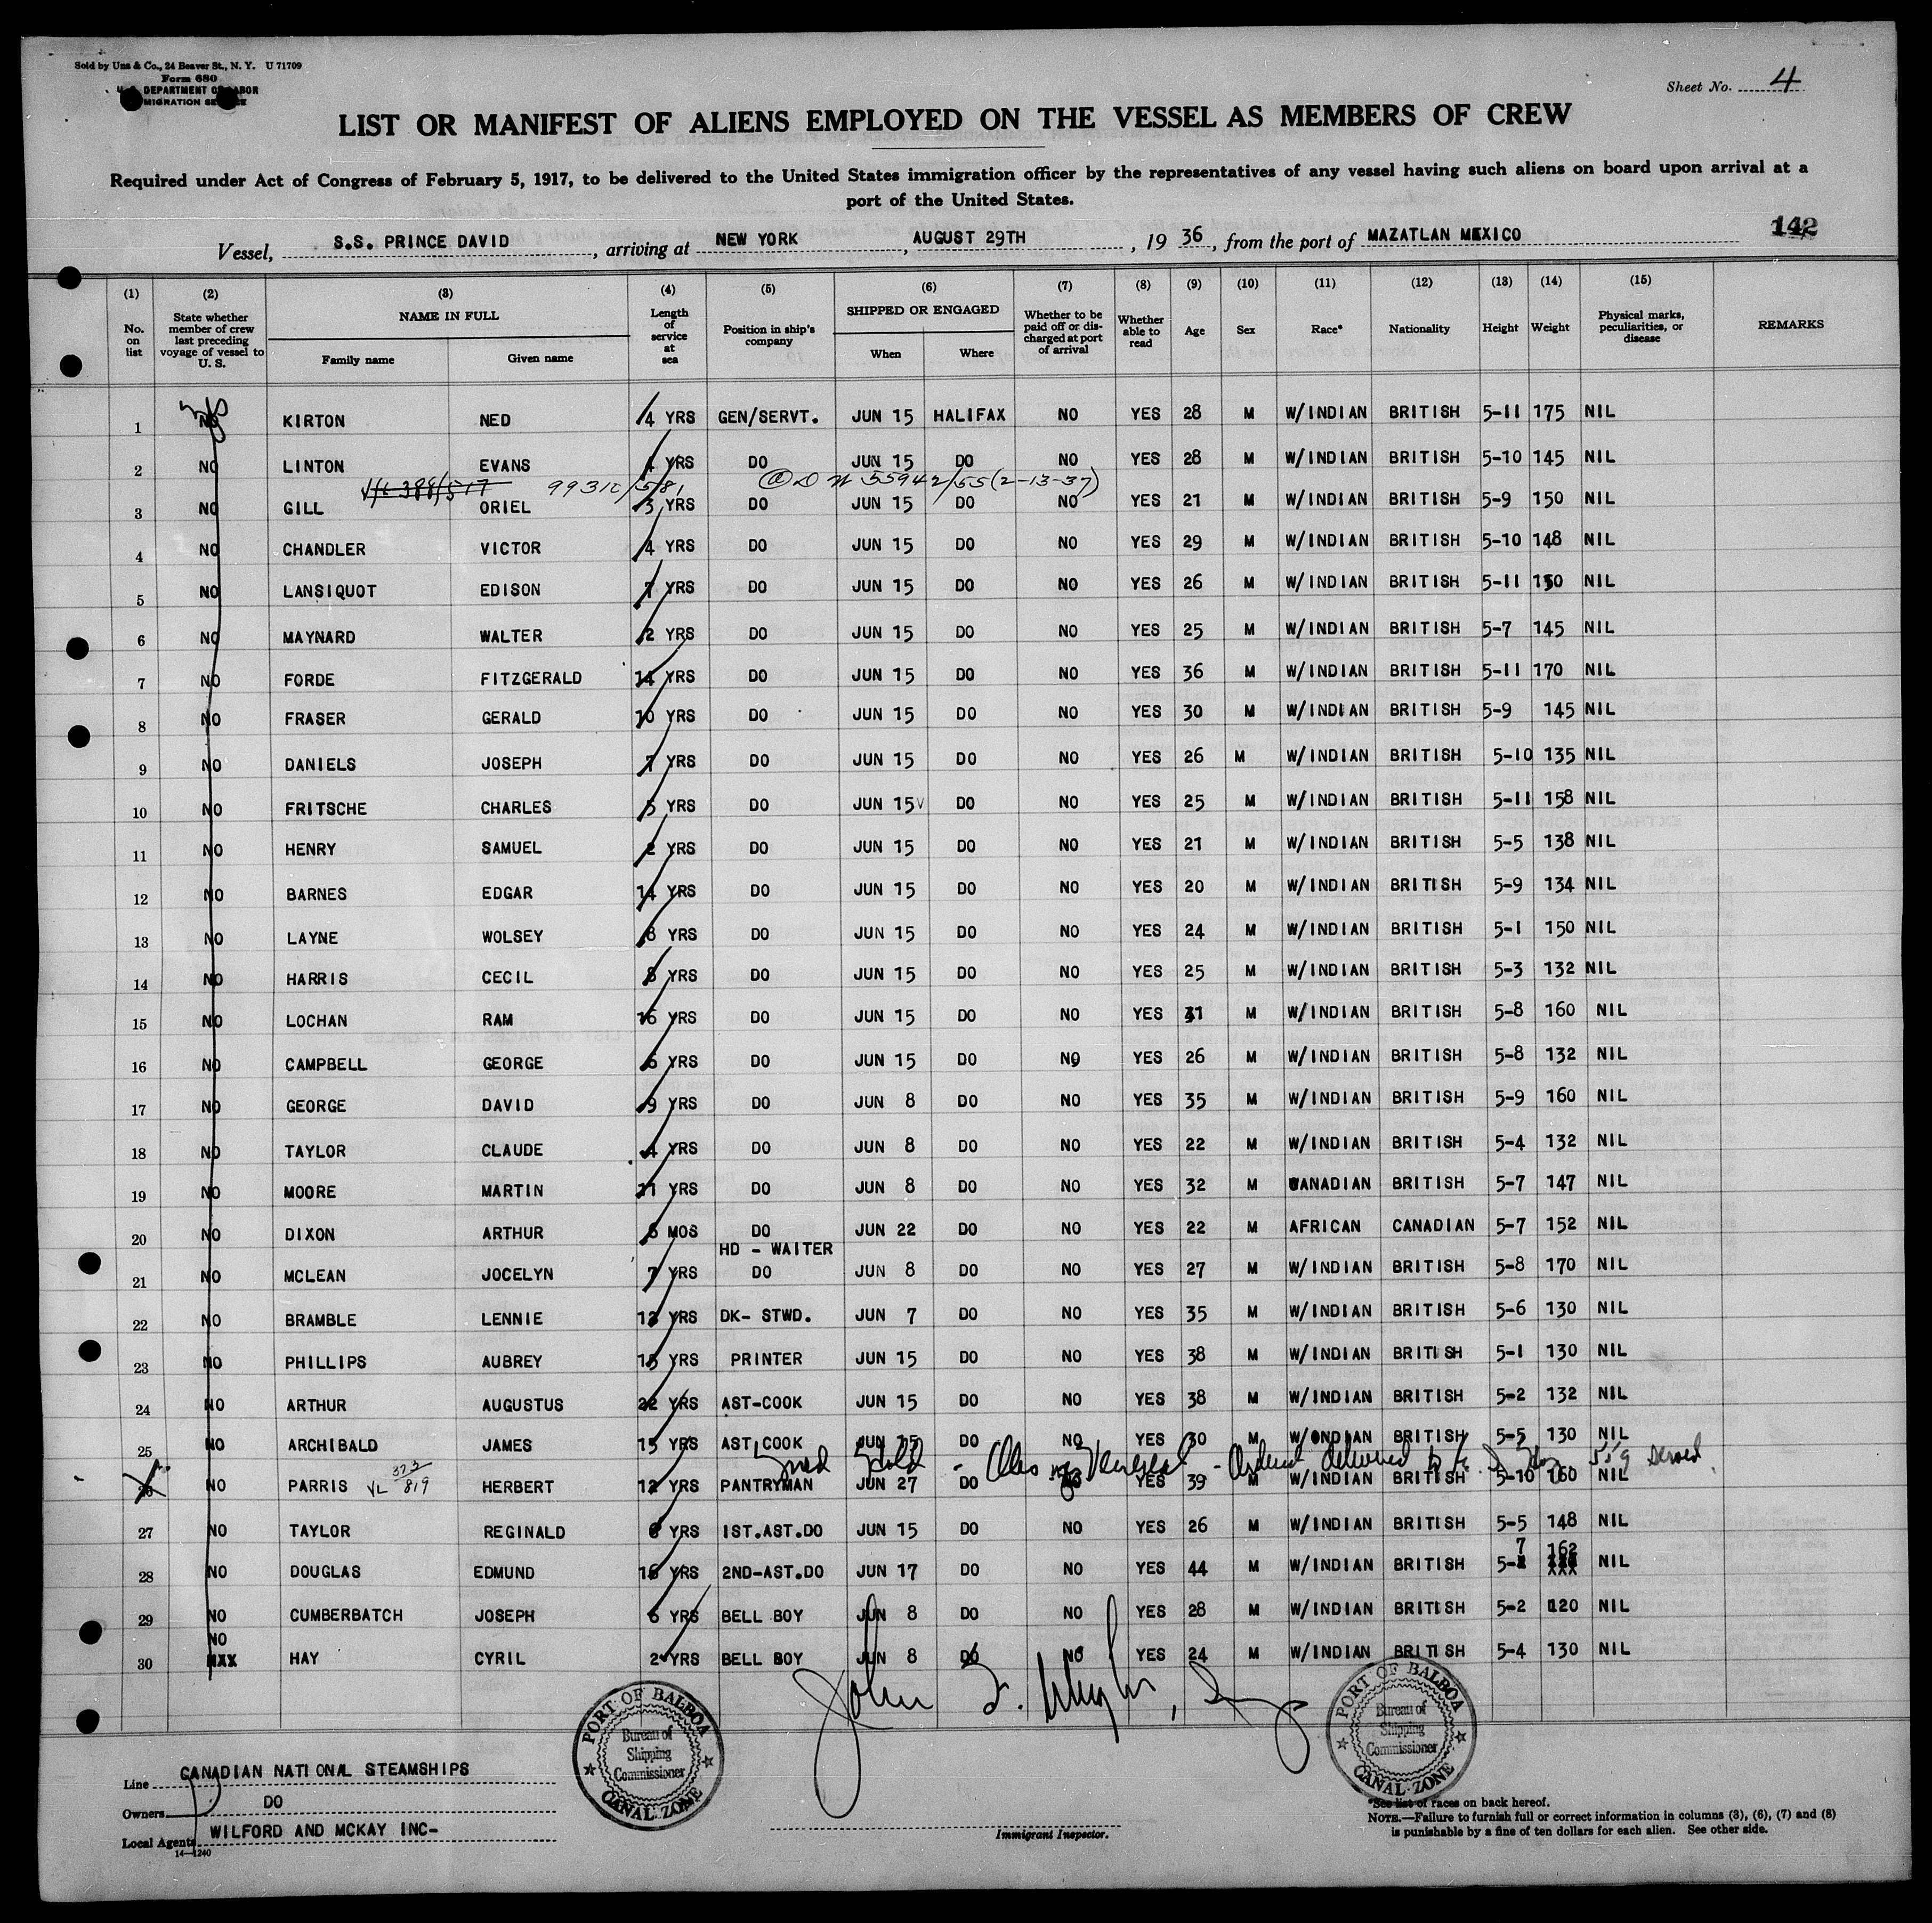 Sold by Unz & Co., 24 Beaver St., N. Y. U 71709
Form 680
U. S. DEPARTMENT OF LABOR
IMMIGRATION SERVICE
Sheet No. 4
LIST OR MANIFEST OF ALIENS EMPLOYED ON THE VESSEL AS MEMBERS OF CREW
Required under Act of Congress of February 5, 1917, to be delivered to the United States immigration officer by the representatives of any vessel having such aliens on board upon arrival at a
port of the United States.
142
Vessel, S.S. PRINCE DAVID, arriving at NEW YORK, AUGUST 29TH, 19 36, from the port of MAZATLAN MEXICO
(1) No. on list
(2) State whether member of crew last preceding voyage of vessel to U. S.
(3) NAME IN FULL Family name Given name
(4) Length of service at sea
(5) Position in ship's company
(6) SHIPPED OR ENGAGED When Where
(7) Whether to be paid off or discharged at port of arrival
(8) Whether able to read
(9) Age
(10) Sex
(11) Race*
(12) Nationality
(13) Height
(14) Weight
(15) Physical marks, peculiarities, or disease
REMARKS
yes
1 NO KIRTON NED 4 YRS GEN/SERVT. JUN 15 HALIFAX NO YES 28 M W/INDIAN BRITISH 5-11 175 NIL
2 NO LINTON EVANS 4 YRS DO JUN 15 DO NO YES 28 M W/INDIAN BRITISH 5-10 145 NIL
99310/581 55942/55 (2-13-37)
3 NO GILL ORIEL 3 YRS DO JUN 15 DO NO YES 21 M W/INDIAN BRITISH 5-9 150 NIL
4 NO CHANDLER VICTOR 4 YRS DO JUN 15 DO NO YES 29 M W/INDIAN BRITISH 5-10 148 NIL
5 NO LANSIQUOT EDISON 7 YRS DO JUN 15 DO NO YES 26 M W/INDIAN BRITISH 5-11 150 NIL
6 NO MAYNARD WALTER 2 YRS DO JUN 15 DO NO YES 25 M W/INDIAN BRITISH 5-7 145 NIL
7 NO FORDE FITZGERALD 14 YRS DO JUN 15 DO NO YES 36 M W/INDIAN BRITISH 5-11 170 NIL
8 NO FRASER GERALD 10 YRS DO JUN 15 DO NO YES 30 M W/INDIAN BRITISH 5-9 145 NIL
9 NO DANIELS JOSEPH 7 YRS DO JUN 15 DO NO YES 26 M W/INDIAN BRITISH 5-10 135 NIL
10 NO FRITSCHE CHARLES 5 YRS DO JUN 15 DO NO YES 25 M W/INDIAN BRITISH 5-11 158 NIL
11 NO HENRY SAMUEL 2 YRS DO JUN 15 DO NO YES 21 M W/INDIAN BRITISH 5-5 138 NIL
12 NO BARNES EDGAR 14 YRS DO JUN 15 DO NO YES 20 M W/INDIAN BRITISH 5-9 134 NIL
13 NO LAYNE WOLSEY 8 YRS DO JUN 15 DO NO YES 24 M W/INDIAN BRITISH 5-1 150 NIL
14 NO HARRIS CECIL 8 YRS DO JUN 15 DO NO YES 25 M W/INDIAN BRITISH 5-3 132 NIL
15 NO LOCHAN RAM 16 YRS DO JUN 15 DO NO YES 31 M W/INDIAN BRITISH 5-8 160 NIL
16 NO CAMPBELL GEORGE 6 YRS DO JUN 15 DO NO YES 26 M W/INDIAN BRITISH 5-8 132 NIL
17 NO GEORGE DAVID 9 YRS DO JUN 8 DO NO YES 35 M W/INDIAN BRITISH 5-9 160 NIL
18 NO TAYLOR CLAUDE 4 YRS DO JUN 8 DO NO YES 22 M W/INDIAN BRITISH 5-4 132 NIL
19 NO MOORE MARTIN 11 YRS DO JUN 8 DO NO YES 32 M CANADIAN BRITISH 5-7 147 NIL
20 NO DIXON ARTHUR 6 MOS DO JUN 22 DO NO YES 22 M AFRICAN CANADIAN 5-7 152 NIL
HD - WAITER
21 NO MCLEAN JOCELYN 7 YRS DO JUN 8 DO NO YES 27 M W/INDIAN BRITISH 5-8 170 NIL
22 NO BRAMBLE LENNIE YRS DK- STWD. JUN 7 DO NO YES 35 M W/INDIAN BRITISH 5-6 130 NIL
23 NO PHILLIPS AUBREY 15 YRS PRINTER JUN 15 DO NO YES 38 M W/INDIAN BRITISH 5-1 130 NIL
24 NO ARTHUR AUGUSTUS 22 YRS AST-COOK JUN 15 DO NO YES 38 M W/INDIAN BRITISH 5-2 132 NIL
25 NO ARCHIBALD JAMES 15 YRS AST COOK JUN 15 DO NO YES 30 M W/ONDIAN BRITISH 5-5 130 NIL
Ordered delivered 559 served
NO PARRIS VL 323/819 HERBERT 12 YRS PANTRYMAN JUN 27 DO YES 39 M W/INDIAN BRITISH 5-10 160 NIL
27 NO TAYLOR REGINALD 6 YRS 1ST.AST.DO JUN 15 DO NO YES 26 M W/INDIAN BRITISH 5-5 148 NIL
7 162
28 NO DOUGLAS EDMUND 16 YRS 2ND-AST.DO JUN 17 DO NO YES 44 M W/INDIAN BRITISH 5- XXX NIL
29 NO CUMBERBATCH JOSEPH 6 YRS BELL BOY JUN 8 DO NO YES 28 M W/INDIAN BRITISH 5-2 120 NIL
NO
30 HAY CYRIL 2 YRS BELL BOY JUN 8 DO NO YES 24 M W/INDIAN BRITISH 5-4 130 NIL
John
PORT OF BALBOA
Bureau of
Shipping
Commissioner
CANAL ZONE
PORT OF BALBOA
Bureau of
Shipping
Commissioner
CANAL ZONE
Line CANADIAN NATIONAL STEAMSHIPS
Owners DO
Local Agents WILFORD AND MCKAY INC-
14—1240
Immigrant Inspector.
*See list of races on back hereof.
NOTE.—Failure to furnish full or correct information in columns (3), (6), (7) and (8)
is punishable by a fine of ten dollars for each alien. See other side.